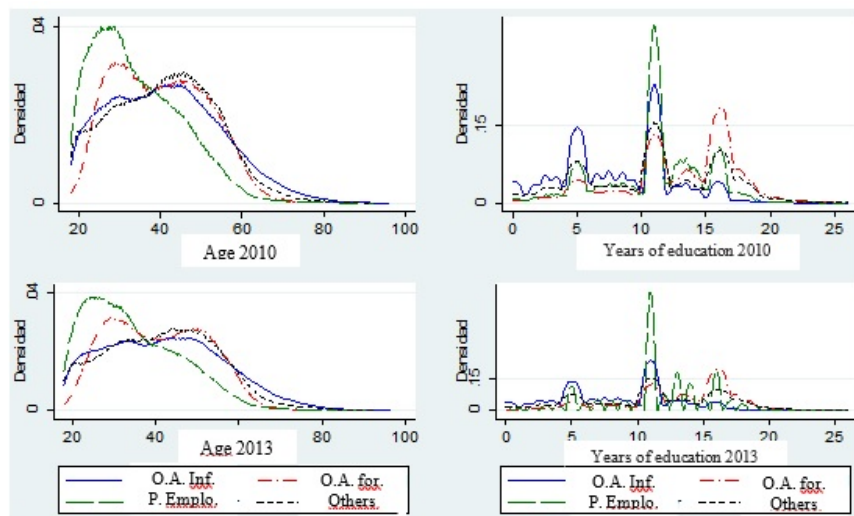 .04
Densidad
0
20 40 60 80 100
Age 2010
.15
Densidad
0
0 5 10 15 20 25
Years of education 2010
.04
Densidad
0
20 40 60 80 100
Age 2013
.15
Densidad
0
0 5 10 15 20 25
Years of education 2013
O.A. Inf. O.A. for.
P. Emplo. Others
O.A. Inf. O.A. for.
P. Emplo. Others